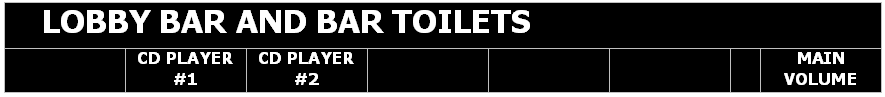 LOBBY BAR AND BAR TOILETS
CD PLAYER #1
CD PLAYER #2
MAIN VOLUME